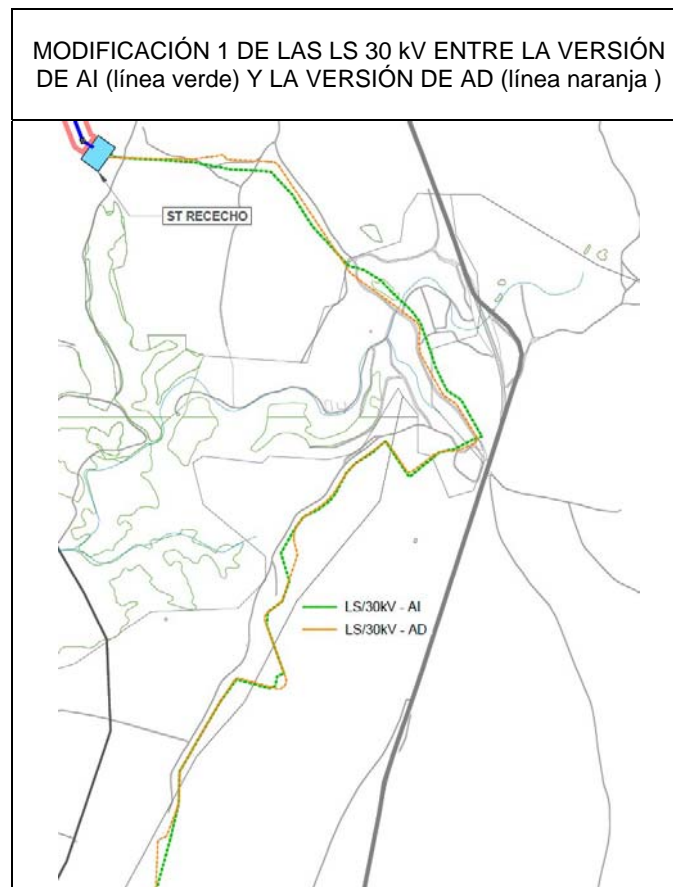 MODIFICACIÓN 1 DE LAS LS 30 kV ENTRE LA VERSIÓN
DE AI (línea verde) Y LA VERSIÓN DE AD (línea naranja )
ST RECECHO
LS/30kV - AI
LS/30kV - AD